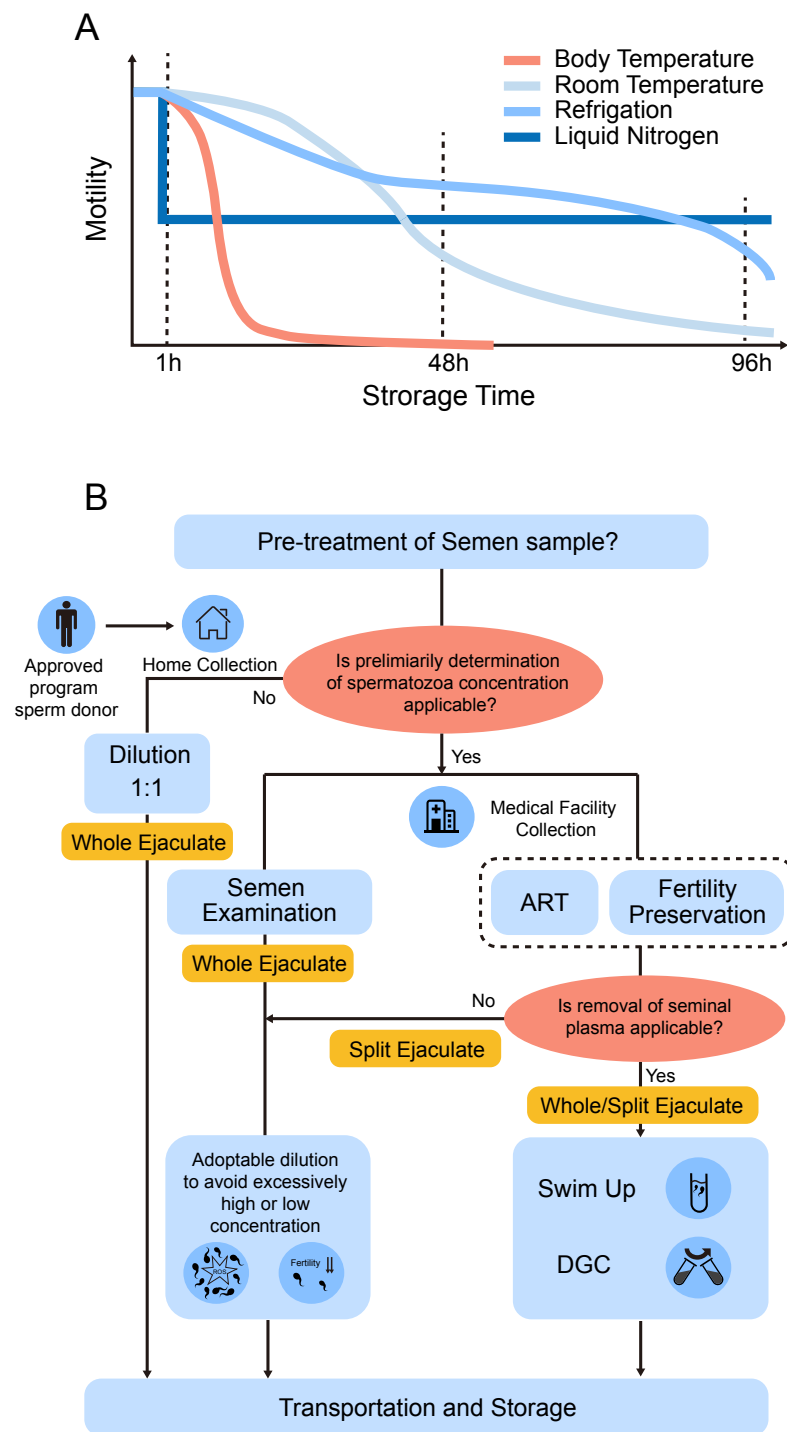 A
Body Temperature
Room Temperature
Refrigation
Liquid Nitrogen
Motility
1h
48h
96h
Strorage Time
B
Pre-treatment of Semen sample?
Approved
program
sperm donor
Home Collection
Is prelimiarily determination
of spermatozoa concentration
applicable?
No
Yes
Dilution
1:1
Whole Ejaculate
Medical Facility
Collection
Semen
Examination
ART
Fertility
Preservation
Whole Ejaculate
No
Is removal of seminal
plasma applicable?
Split Ejaculate
Yes
Whole/Split Ejaculate
Adoptable dilution
to avoid excessively
high or low
concentration
ROS
Fertility
Swim Up
DGC
Transportation and Storage